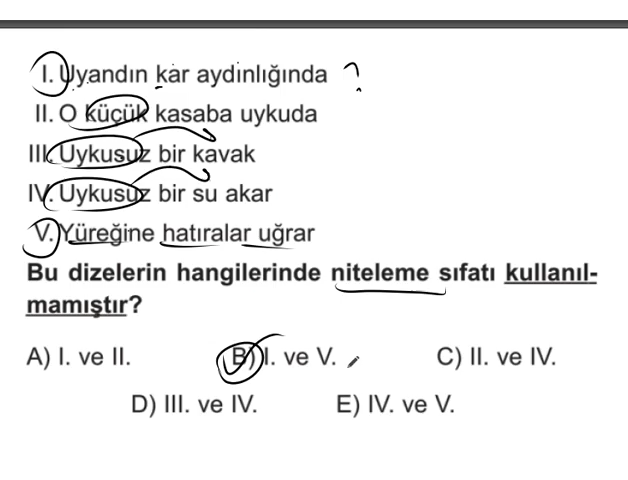 I. Uyandın kar aydınlığında ?
II. O küçük kasaba uykuda
III. Uykusuz bir kavak
IV. Uykusuz bir su akar
V. Yüreğine hatıralar uğrar
Bu dizelerin hangilerinde niteleme sıfatı kullanıl-
mamıştır?
A) I. ve II. B) I. ve V. C) II. ve IV.
D) III. ve IV. E) IV. ve V.